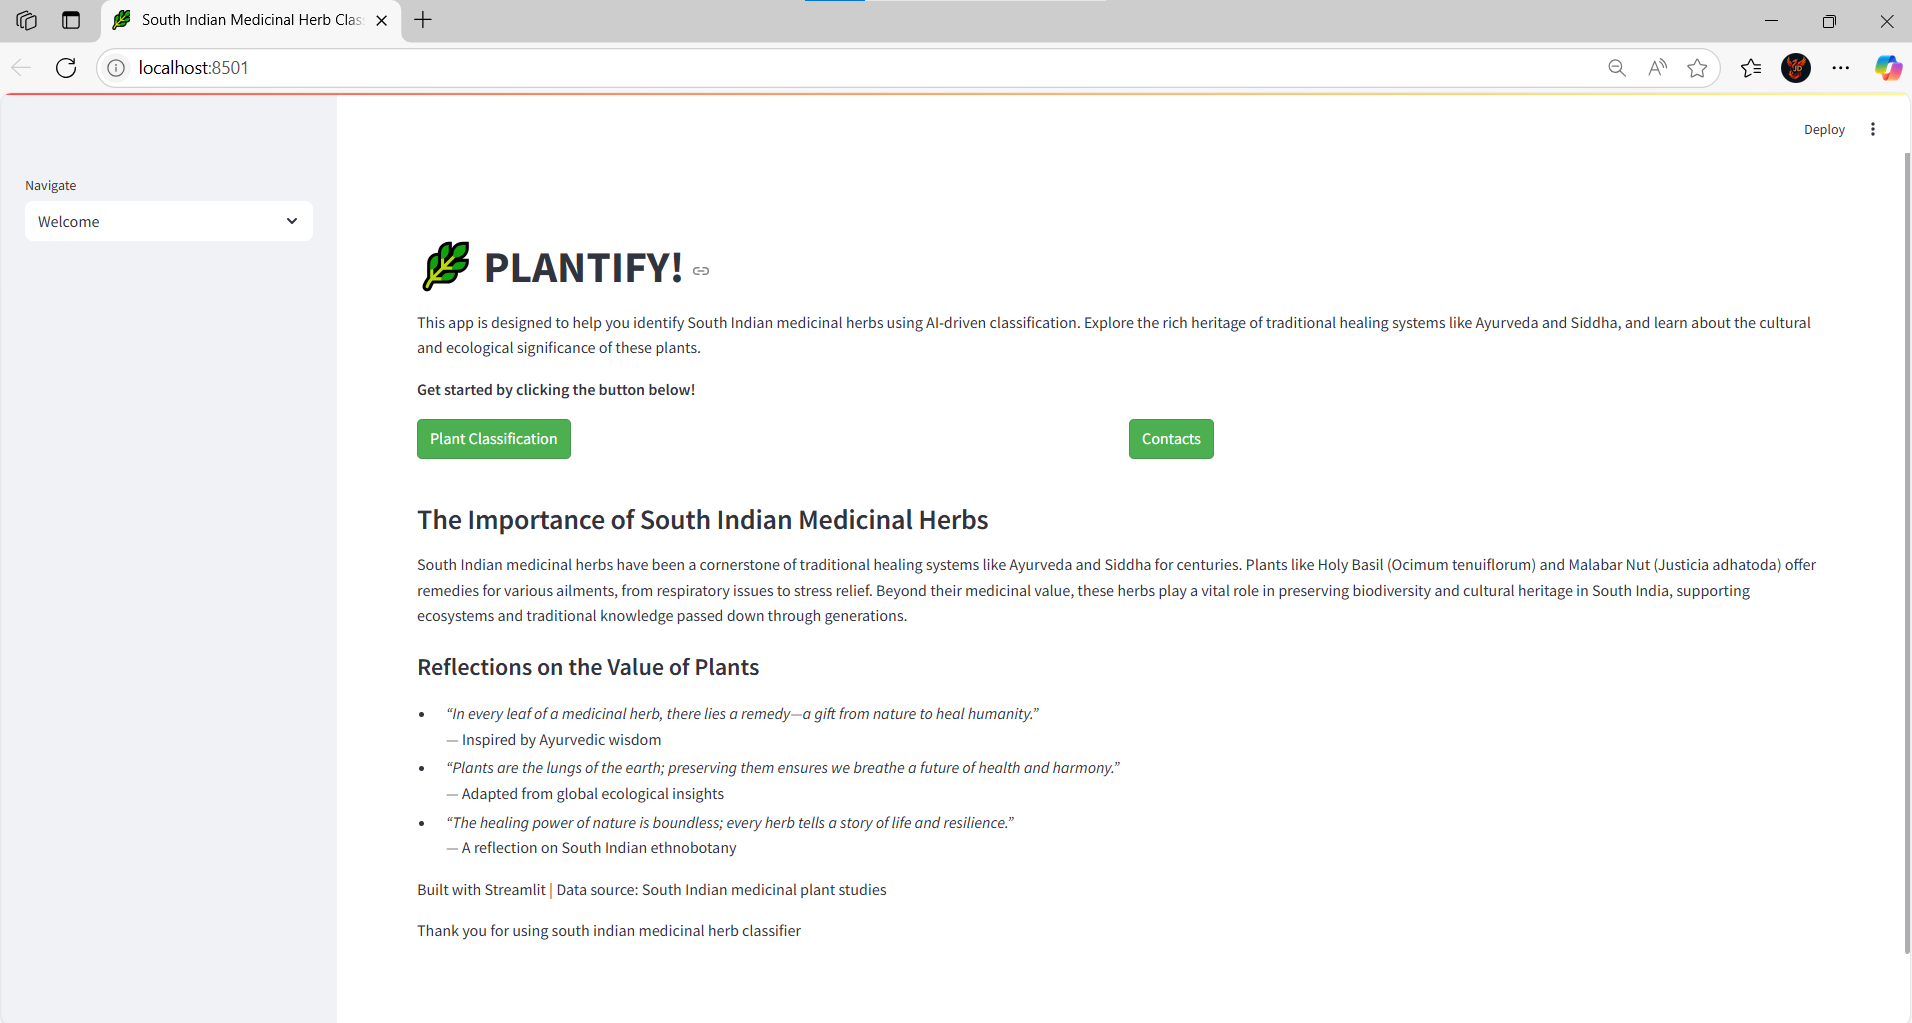 South Indian Medicinal Herb Clas
localhost:8501
Deploy
Navigate
Welcome
PLANTIFY!
This app is designed to help you identify South Indian medicinal herbs using AI-driven classification. Explore the rich heritage of traditional healing systems like Ayurveda and Siddha, and learn about the cultural
and ecological significance of these plants.
Get started by clicking the button below!
Plant Classification
Contacts
The Importance of South Indian Medicinal Herbs
South Indian medicinal herbs have been a cornerstone of traditional healing systems like Ayurveda and Siddha for centuries. Plants like Holy Basil (Ocimum tenuiflorum) and Malabar Nut (Justicia adhatoda) offer
remedies for various ailments, from respiratory issues to stress relief. Beyond their medicinal value, these herbs play a vital role in preserving biodiversity and cultural heritage in South India, supporting
ecosystems and traditional knowledge passed down through generations.
Reflections on the Value of Plants
• “In every leaf of a medicinal herb, there lies a remedy—a gift from nature to heal humanity.”
— Inspired by Ayurvedic wisdom
• “Plants are the lungs of the earth; preserving them ensures we breathe a future of health and harmony.”
— Adapted from global ecological insights
• “The healing power of nature is boundless; every herb tells a story of life and resilience.”
— A reflection on South Indian ethnobotany
Built with Streamlit | Data source: South Indian medicinal plant studies
Thank you for using south indian medicinal herb classifier